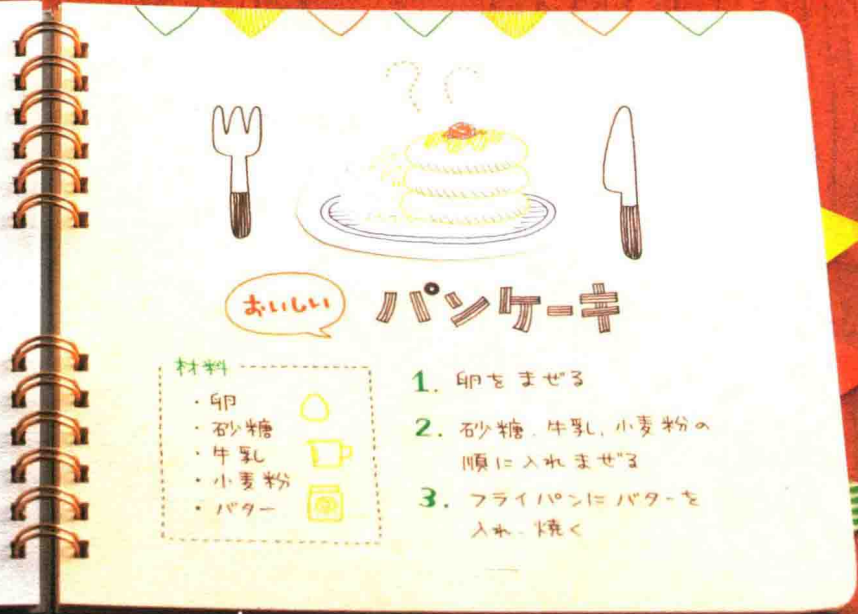 おいしい
パンケーキ
材料
・卵
・砂糖
・牛乳
・小麦粉
・バター
1. 卵をまぜる
2. 砂糖、牛乳、小麦粉の
順に入れまぜる
3. フライパンにバターを
入れ、焼く